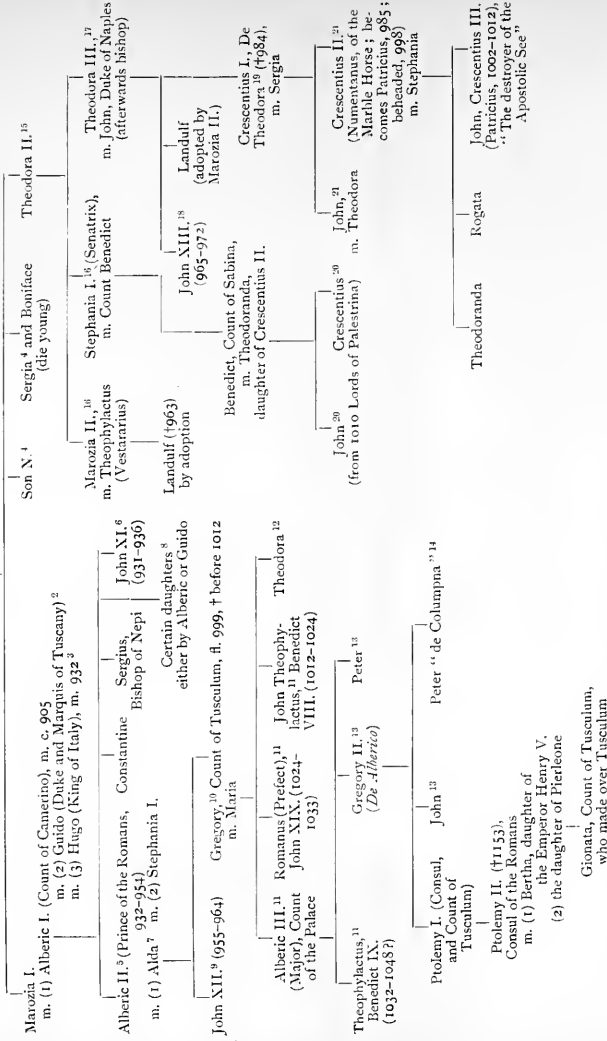 Marozia I.
m. (1) Alberic I. (Count of Camerino), m. c. 905
m. (2) Guido (Duke and Marquis of Tuscany) 2
m. (3) Hugo (King of Italy), m. 932 3
Son N. 4
Sergia 4 and Boniface
(die young)
Theodora II. 15
Alberic II. 5 (Prince of the Romans,
932-954)
m. (1) Alda 7 m. (2) Stephania I.
Constantine
Sergius,
Bishop of Nepi
John XI. 6
(931-936)
Certain daughters 8
either by Alberic or Guido
Marozia II., 16
m. Theophylactus
(Vestararius)
Stephania I. 16 (Senatrix),
m. Count Benedict
Theodora III., 17
m. John, Duke of Naples
(afterwards bishop)
Landulf (†963)
by adoption
John XIII. 18
(965-972)
Landulf
(adopted by
Marozia II.)
John XII. 9 (955-964)
Gregory, 10 Count of Tusculum, fl. 999, † before 1012
m. Maria
Benedict, Count of Sabina,
m. Theodoranda,
daughter of Crescentius II.
Crescentius I., De
Theodora 19 (†984),
m. Sergia
Alberic III. 11
(Major), Count
of the Palace
Romanus (Prefect), 11
John XIX. (1024-
1033)
John Theophy-
lactus, 11 Benedict
VIII. (1012-1024)
Theodora 12
John 20
Crescentius 20
(from 1010 Lords of Palestrina)
John, 21
m. Theodora
Crescentius II. 21
(Numentanus, of the
Marble Horse ; be-
comes Patricius, 985 ;
beheaded, 998)
m. Stephania
Theophylactus, 11
Benedict IX.
(1032-1048?)
Gregory II. 13
(De Alberico)
Peter 13
Theodoranda
Rogata
John, Crescentius III.
(Patricius, 1002-1012),
"The destroyer of the
Apostolic See"
Ptolemy I. (Consul,
and Count of
Tusculum)
John 13
Peter "de Columpna" 14
Ptolemy II. (†1153),
Consul of the Romans
m. (1) Bertha, daughter of
the Emperor Henry V.
(2) the daughter of Pierleone
Gionata, Count of Tusculum,
who made over Tusculum